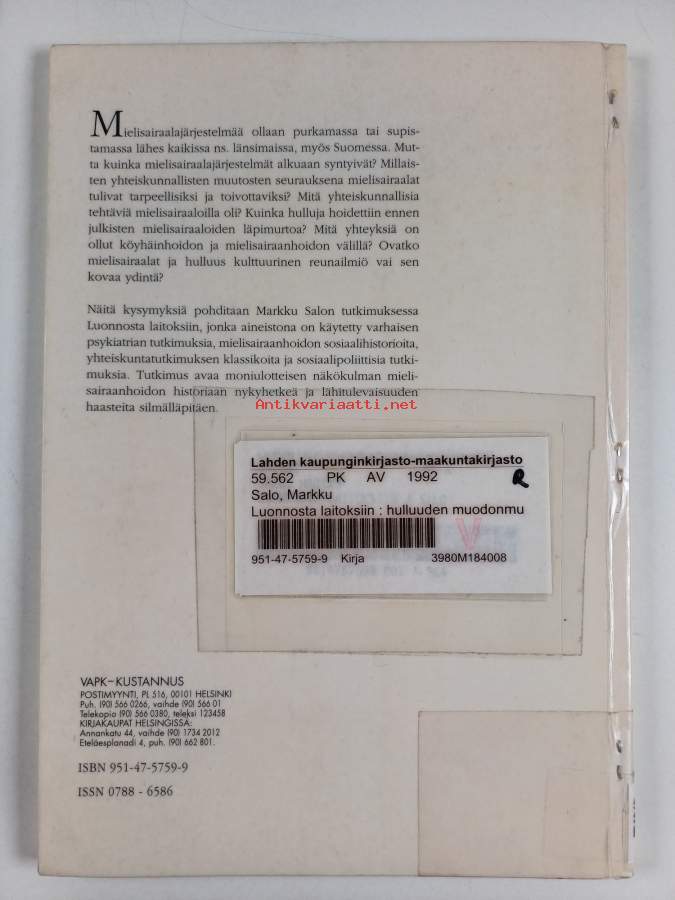 Mielisairaalajärjestelmää ollaan purkamassa tai supis-
tamassa lähes kaikissa ns. länsimaissa, myös Suomessa. Mut-
ta kuinka mielisairaalajärjestelmät alkuaan syntyivät? Millais-
ten yhteiskunnallisten muutosten seurauksena mielisairaalat
tulivat tarpeellisiksi ja toivottaviksi? Mitä yhteiskunnallisia
tehtäviä mielisairaaloilla oli? Kuinka hulluja hoidettiin ennen
julkisten mielisairaaloiden läpimurtoa? Mitä yhteyksiä on
ollut köyhäinhoidon ja mielisairaanhoidon välillä? Ovatko
mielisairaalat ja hulluus kulttuurinen reunailmiö vai sen
kovaa ydintä?
Näitä kysymyksiä pohditaan Markku Salon tutkimuksessa
Luonnosta laitoksiin, jonka aineistona on käytetty varhaisen
psykiatrian tutkimuksia, mielisairaanhoidon sosiaalihistorioita,
yhteiskuntatutkimuksen klassikoita ja sosiaalipoliittisia tutki-
muksia. Tutkimus avaa moniulotteisen näkökulman mieli-
sairaanhoidon historiaan nykyhetkeä ja lähitulevaisuuden
haasteita silmälläpitäen.
Antikvariaatti.net
Lahden kaupunginkirjasto-maakuntakirjasto
59.562 PK AV 1992 R
Salo, Markku
Luonnosta laitoksiin : hulluuden muodonmu
951-47-5759-9 Kirja 3980M184008
VAPK-KUSTANNUS
POSTIMYYNTI, PL 516, 00101 HELSINKI
Puh. (90) 566 0266, vaihde (90) 566 01
Telekopio (90) 566 0380, teleksi 123458
KIRJAKAUPAT HELSINGISSÄ:
Annankatu 44, vaihde (90) 1734 2012
Eteläesplanadi 4, puh. (90) 662 801.
ISBN 951-47-5759-9
ISSN 0788 - 6586